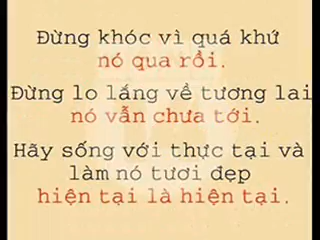 Đừng khóc vì quá khứ
nó qua rồi.
Đừng lo lắng về tương lai
nó vẫn chưa tới.
Hãy sống với thực tại và
làm nó tươi đẹp
hiện tại là hiện tại.